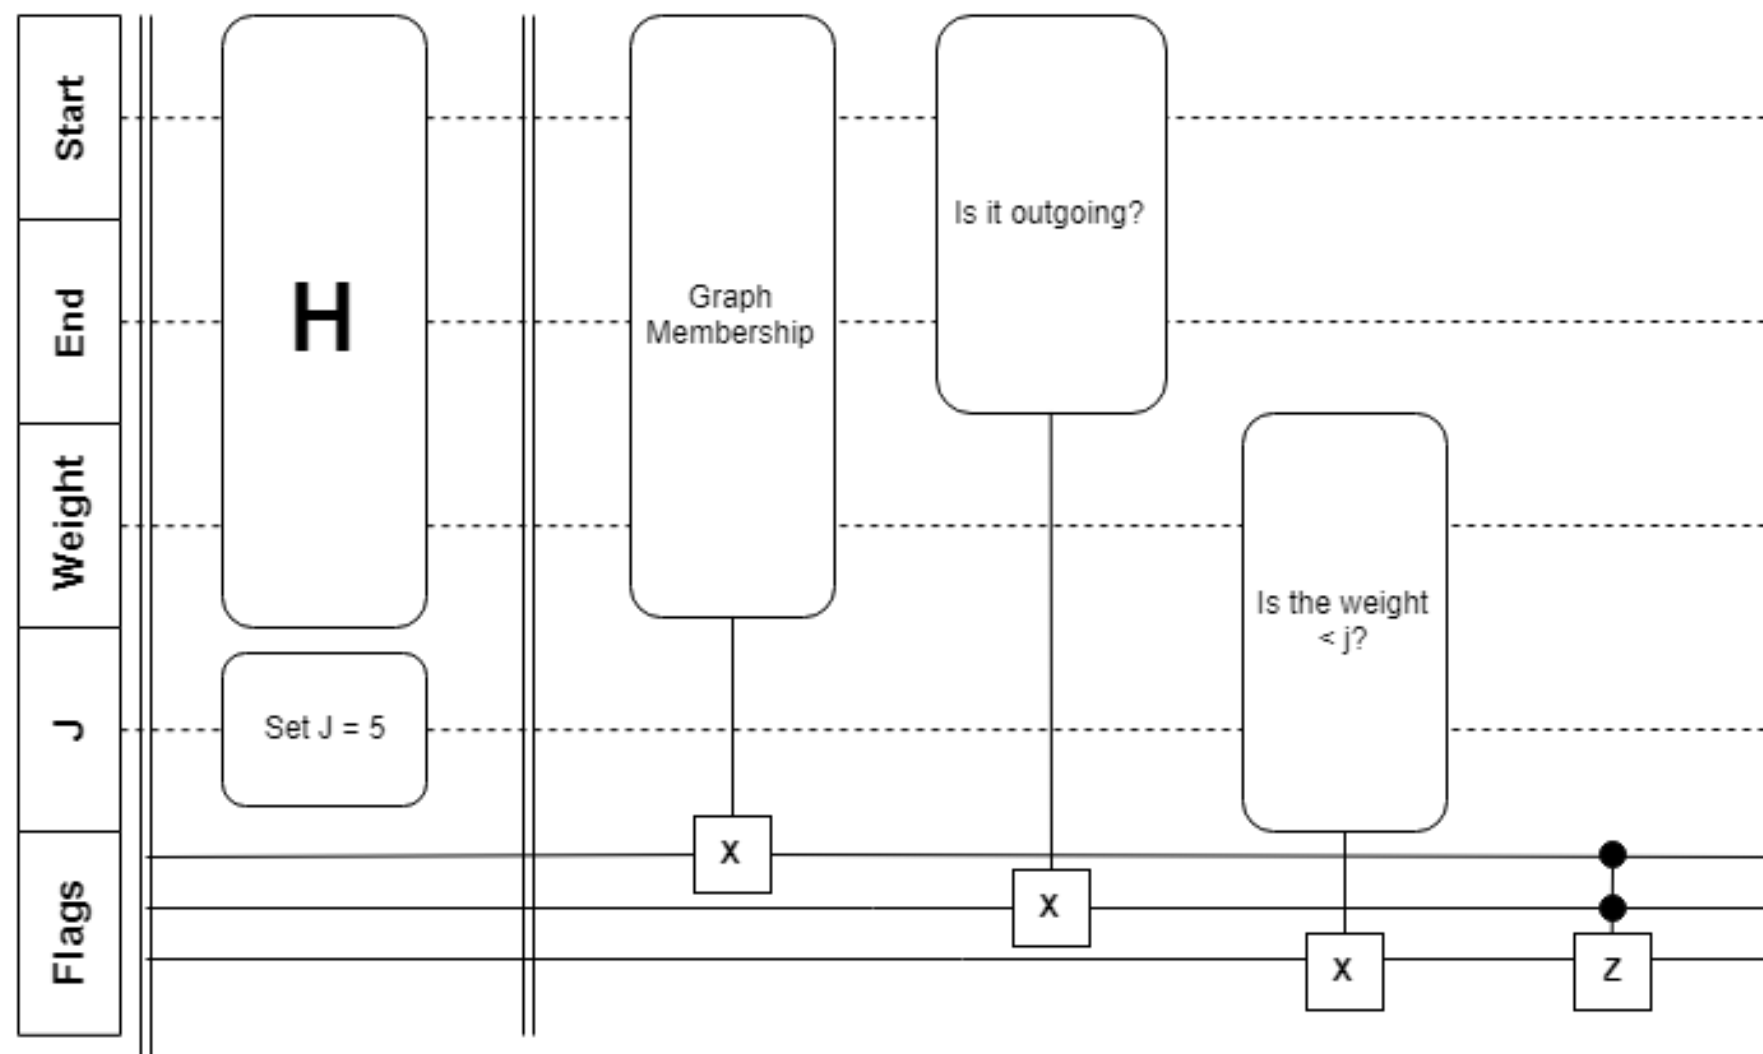 Start
End
Weight
J
Flags
H
Set J = 5
Graph
Membership
Is it outgoing?
Is the weight
< j?
X
X
X
Z